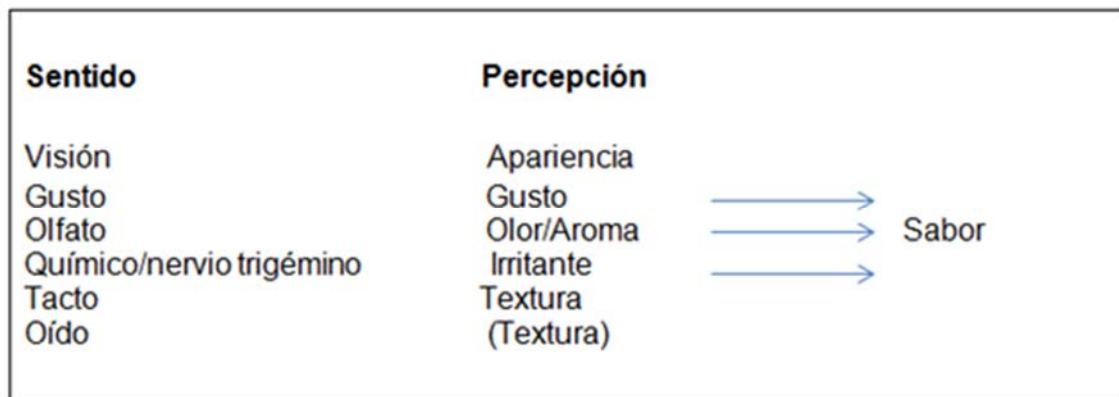 Sentido Percepción
Visión Apariencia
Gusto Gusto
Olfato Olor/Aroma Sabor
Químico/nervio trigémino Irritante
Tacto Textura
Oído (Textura)